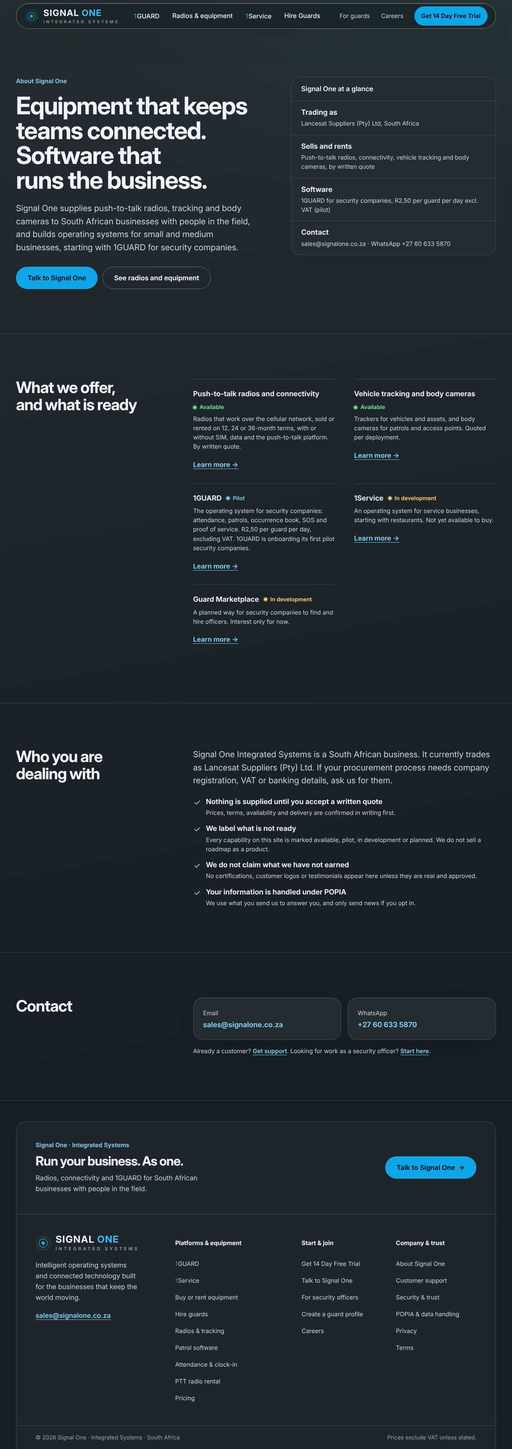 SIGNAL ONE
INTEGRATED SYSTEMS
1GUARD
Radios & equipment
1Service
Hire Guards
For guards
Careers
Get 14 Day Free Trial
About Signal One
Equipment that keeps
teams connected.
Software that
runs the business.
Signal One supplies push-to-talk radios, tracking and body
cameras to South African businesses with people in the field,
and builds operating systems for small and medium
businesses, starting with 1GUARD for security companies.
Talk to Signal One
See radios and equipment
Signal One at a glance
Trading as
Lancesat Suppliers (Pty) Ltd, South Africa
Sells and rents
Push-to-talk radios, connectivity, vehicle tracking and body
cameras, by written quote
Software
1GUARD for security companies, R2,50 per guard per day excl.
VAT (pilot)
Contact
sales@signalone.co.za · WhatsApp +27 60 633 5870
What we offer,
and what is ready
Push-to-talk radios and connectivity
Available
Radios that work over the cellular network, sold or
rented on 12, 24 or 36-month terms, with or
without SIM, data and the push-to-talk platform.
By written quote.
Learn more →
Vehicle tracking and body cameras
Available
Trackers for vehicles and assets, and body
cameras for patrols and access points. Quoted
per deployment.
Learn more →
1GUARD
Pilot
The operating system for security companies:
attendance, patrols, occurrence book, SOS and
proof of service. R2,50 per guard per day,
excluding VAT. 1GUARD is onboarding its first pilot
security companies.
Learn more →
1Service
In development
An operating system for service businesses,
starting with restaurants. Not yet available to buy.
Learn more →
Guard Marketplace
In development
A planned way for security companies to find and
hire officers. Interest only for now.
Learn more →
Who you are
dealing with
Signal One Integrated Systems is a South African business. It currently trades
as Lancesat Suppliers (Pty) Ltd. If your procurement process needs company
registration, VAT or banking details, ask us for them.
Nothing is supplied until you accept a written quote
Prices, terms, availability and delivery are confirmed in writing first.
We label what is not ready
Every capability on this site is marked available, pilot, in development or planned. We do not sell a
roadmap as a product.
We do not claim what we have not earned
No certifications, customer logos or testimonials appear here unless they are real and approved.
Your information is handled under POPIA
We use what you send us to answer you, and only send news if you opt in.
Contact
Email
sales@signalone.co.za
WhatsApp
+27 60 633 5870
Already a customer? Get support. Looking for work as a security officer? Start here.
Signal One · Integrated Systems
Run your business. As one.
Radios, connectivity and 1GUARD for South African
businesses with people in the field.
Talk to Signal One →
SIGNAL ONE
INTEGRATED SYSTEMS
Intelligent operating systems
and connected technology built
for the businesses that keep the
world moving.
sales@signalone.co.za
Platforms & equipment
1GUARD
1Service
Buy or rent equipment
Hire guards
Radios & tracking
Patrol software
Attendance & clock-in
PTT radio rental
Pricing
Start & join
Get 14 Day Free Trial
Talk to Signal One
For security officers
Create a guard profile
Careers
Company & trust
About Signal One
Customer support
Security & trust
POPIA & data handling
Privacy
Terms
© 2026 Signal One · Integrated Systems · South Africa
Prices exclude VAT unless stated.